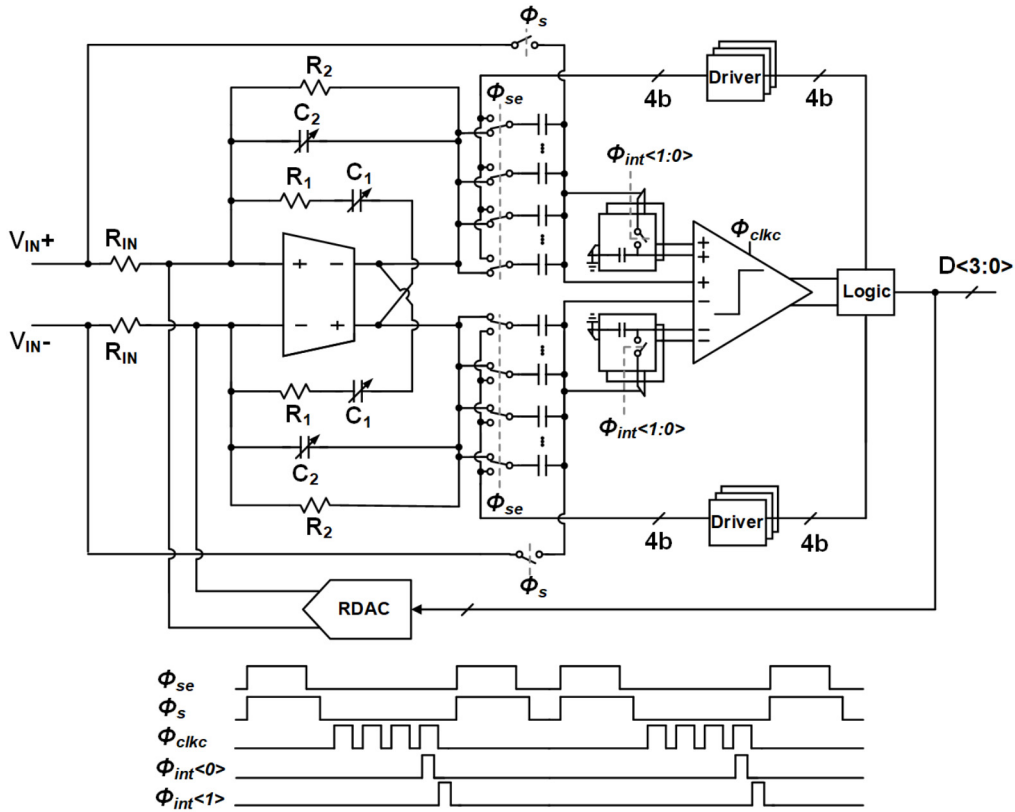 Φs
R2
Φse
4b
Driver
4b
C2
Φint<1:0>
R1
C1
Φclkc
VIN+
RIN
+
−
+
+
+
−
D<3:0>
Logic
VIN-
RIN
−
+
−
−
R1
C1
Φint<1:0>
C2
Φse
R2
4b
Driver
4b
Φs
RDAC
Φse
Φs
Φclkc
Φint<0>
Φint<1>